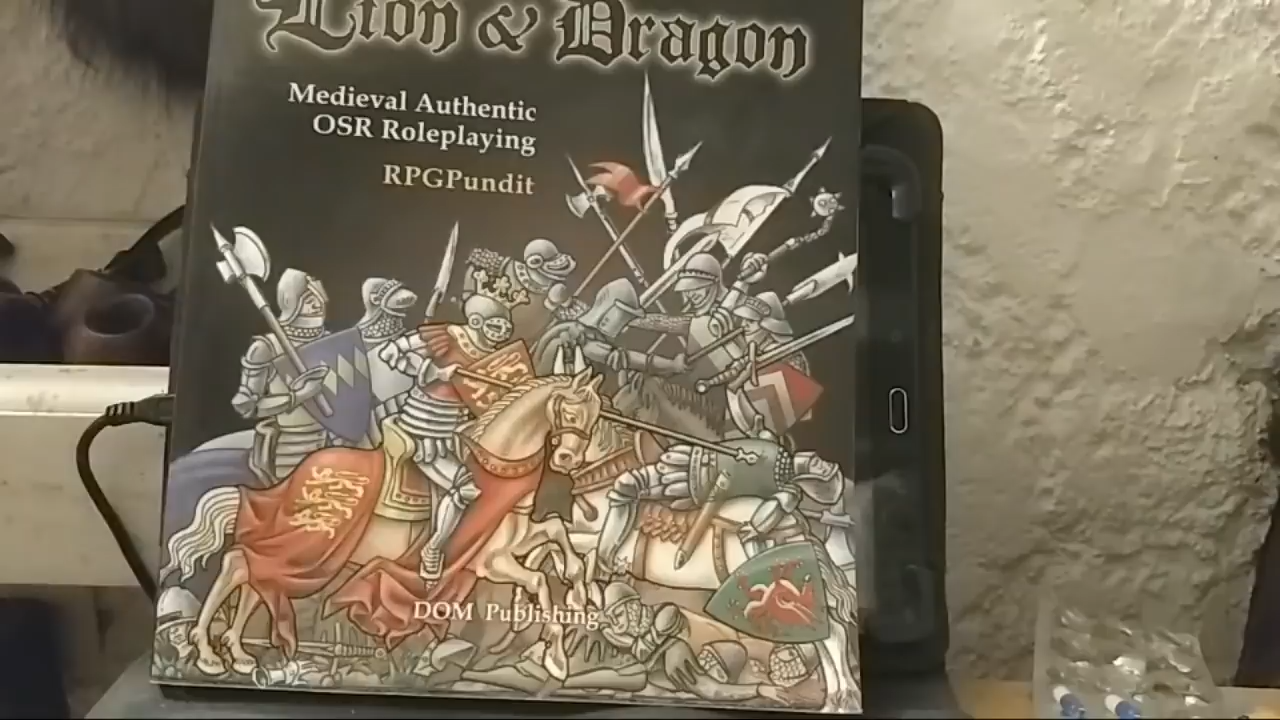 Lion & Dragon
Medieval Authentic
OSR Roleplaying
RPGPundit
DOM Publishing